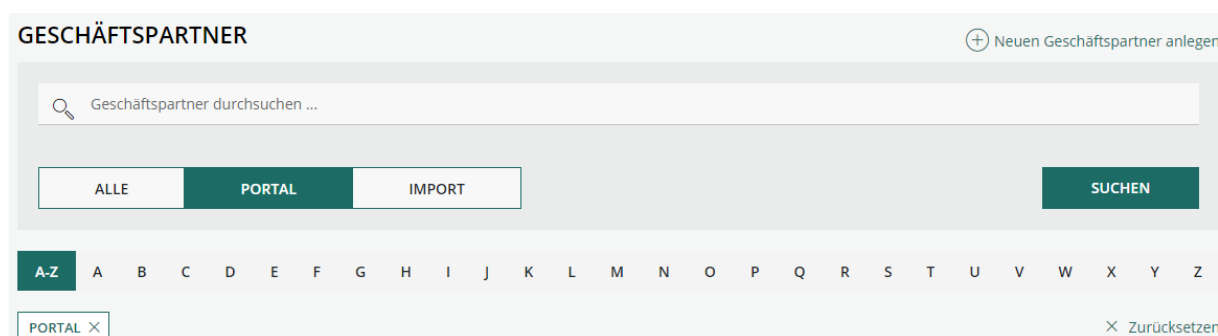 GESCHÄFTSPARTNER
Neuen Geschäftspartner anlegen
Geschäftspartner durchsuchen ...
ALLE PORTAL IMPORT SUCHEN
A-Z A B C D E F G H I J K L M N O P Q R S T U V W X Y Z
PORTAL
Zurücksetzen